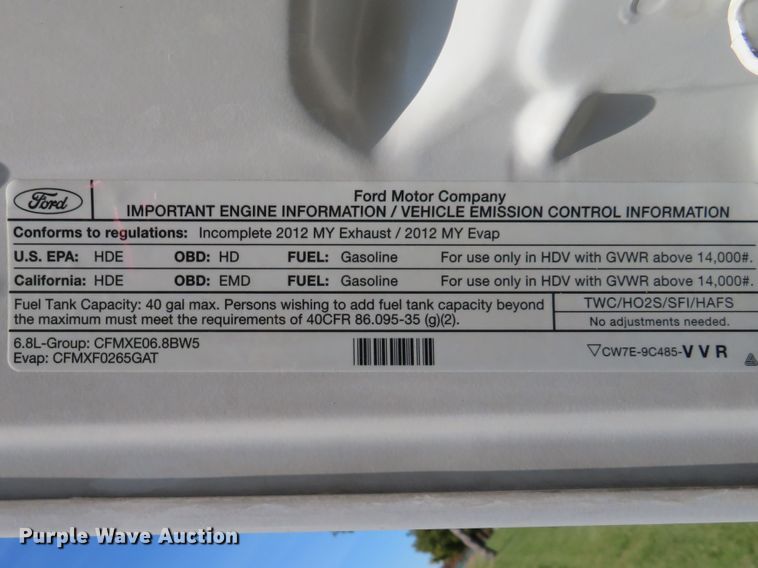 Ford
Ford Motor Company
IMPORTANT ENGINE INFORMATION / VEHICLE EMISSION CONTROL INFORMATION
Conforms to regulations: Incomplete 2012 MY Exhaust / 2012 MY Evap
U.S. EPA: HDE OBD: HD FUEL: Gasoline For use only in HDV with GVWR above 14,000#.
California: HDE OBD: EMD FUEL: Gasoline For use only in HDV with GVWR above 14,000#.
Fuel Tank Capacity: 40 gal max. Persons wishing to add fuel tank capacity beyond
the maximum must meet the requirements of 40CFR 86.095-35 (g)(2).
TWC/HO2S/SFI/HAFS
No adjustments needed.
6.8L-Group: CFMXE06.8BW5
Evap: CFMXF0265GAT
▽CW7E-9C485-VVR
Purple Wave Auction